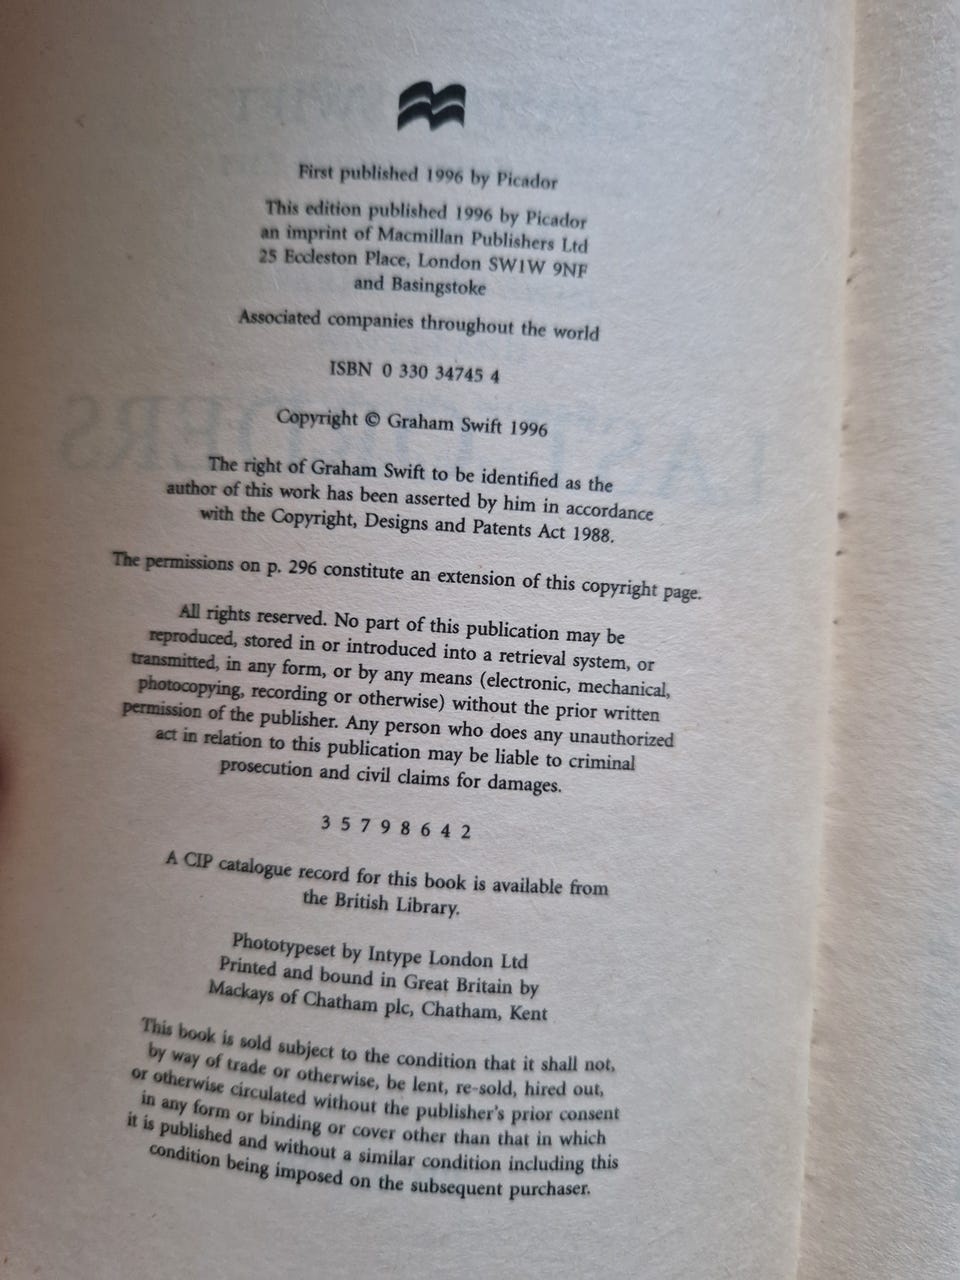 First published 1996 by Picador
This edition published 1996 by Picador
an imprint of Macmillan Publishers Ltd
25 Eccleston Place, London SW1W 9NF
and Basingstoke
Associated companies throughout the world
ISBN 0 330 34745 4
Copyright © Graham Swift 1996
The right of Graham Swift to be identified as the
author of this work has been asserted by him in accordance
with the Copyright, Designs and Patents Act 1988.
The permissions on p. 296 constitute an extension of this copyright page.
All rights reserved. No part of this publication may be
reproduced, stored in or introduced into a retrieval system, or
transmitted, in any form, or by any means (electronic, mechanical,
photocopying, recording or otherwise) without the prior written
permission of the publisher. Any person who does any unauthorized
act in relation to this publication may be liable to criminal
prosecution and civil claims for damages.
3 5 7 9 8 6 4 2
A CIP catalogue record for this book is available from
the British Library.
Phototypeset by Intype London Ltd
Printed and bound in Great Britain by
Mackays of Chatham plc, Chatham, Kent
This book is sold subject to the condition that it shall not,
by way of trade or otherwise, be lent, re-sold, hired out,
or otherwise circulated without the publisher's prior consent
in any form or binding or cover other than that in which
it is published and without a similar condition including this
condition being imposed on the subsequent purchaser.